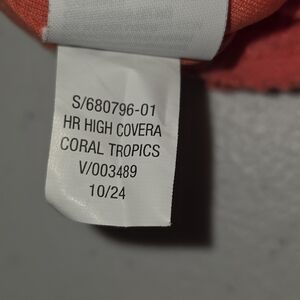 S/680796-01
HR HIGH COVERA
CORAL TROPICS
V/003489
10/24